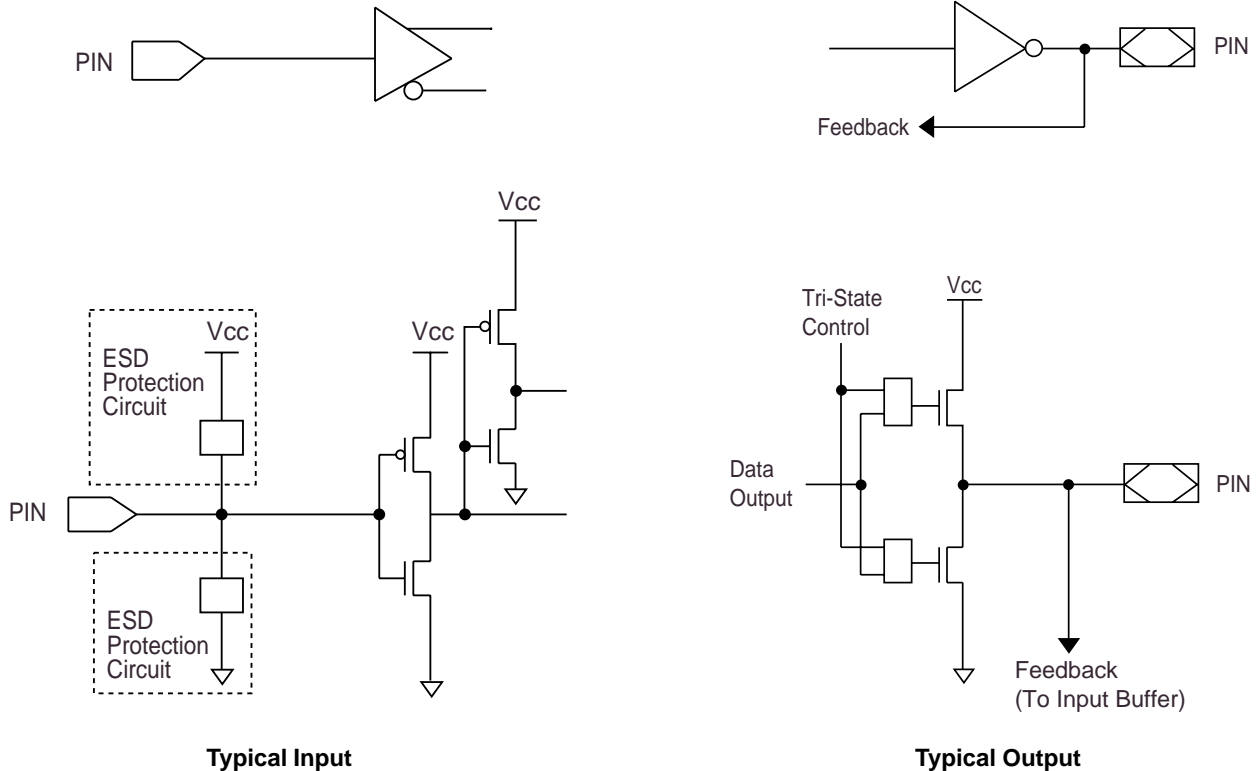 PIN
PIN
Feedback
Vcc
Vcc
Tri-State
Control
Vcc
Vcc
ESD
Protection
Circuit
Data
Output
PIN
PIN
ESD
Protection
Circuit
Feedback
(To Input Buffer)
Typical Input
Typical Output